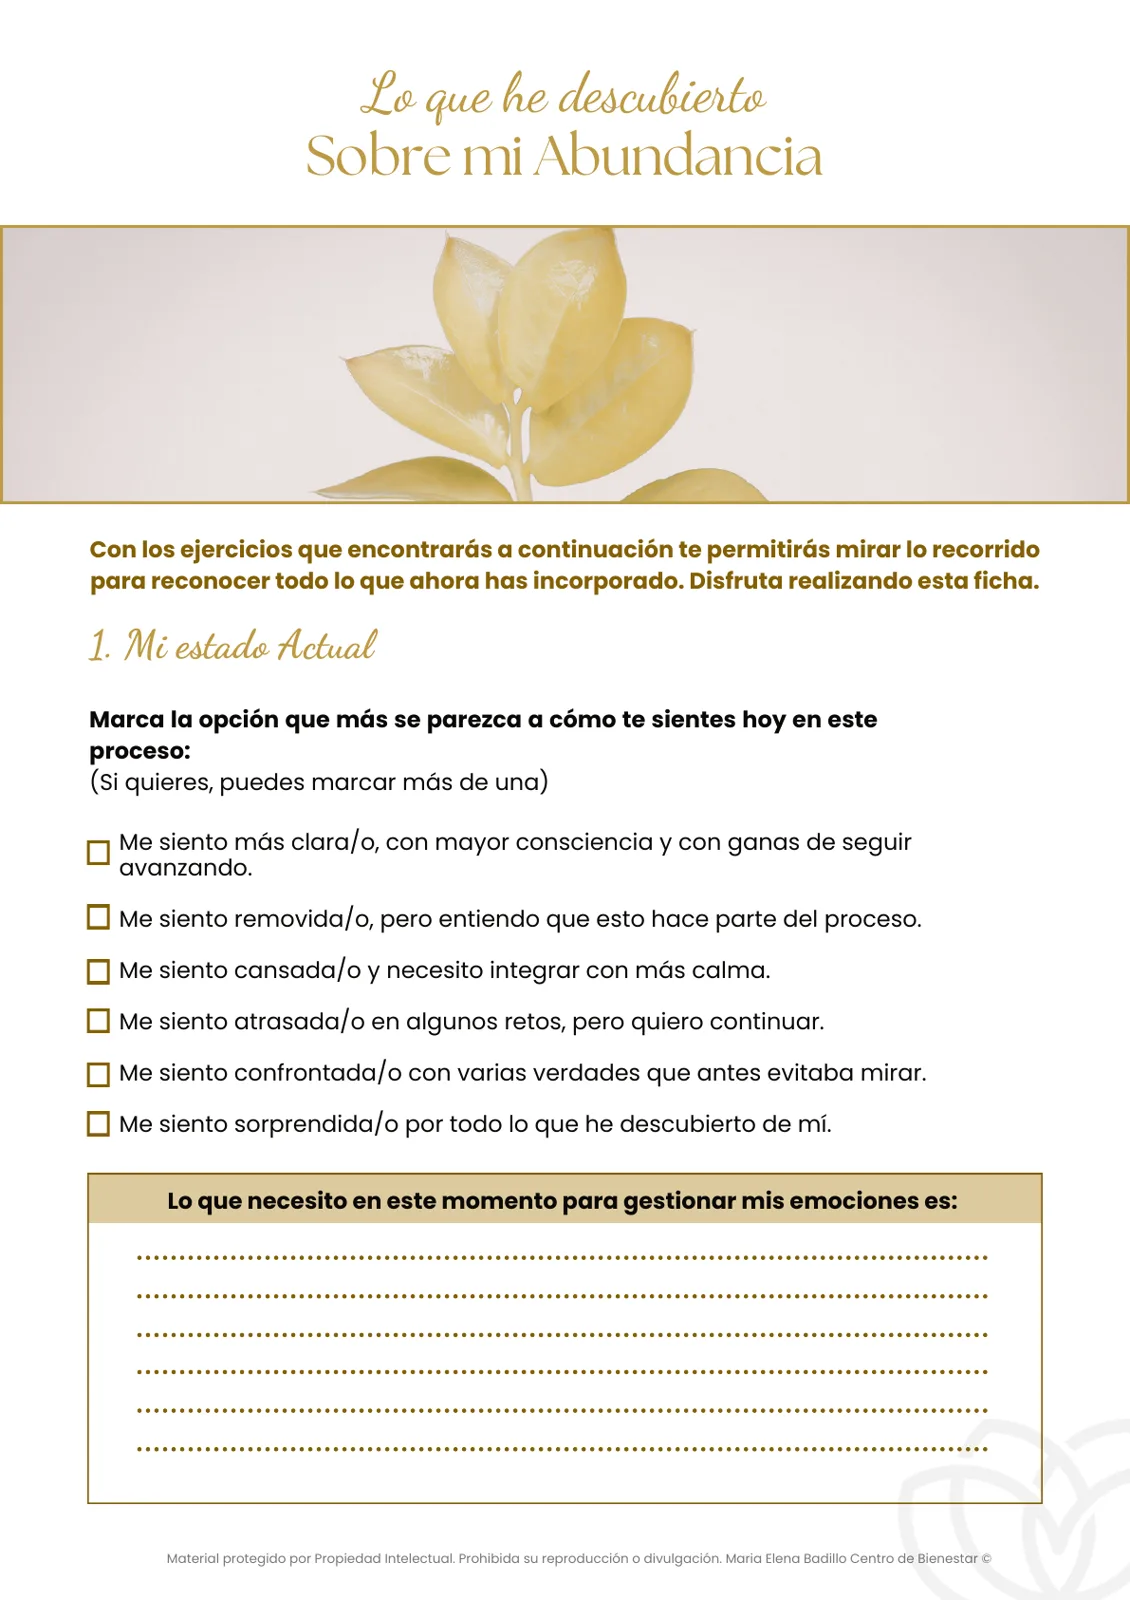 Lo que he descubierto
Sobre mi Abundancia
Con los ejercicios que encontrarás a continuación te permitirás mirar lo recorrido
para reconocer todo lo que ahora has incorporado. Disfruta realizando esta ficha.
1. Mi estado Actual
Marca la opción que más se parezca a cómo te sientes hoy en este
proceso:
(Si quieres, puedes marcar más de una)
Me siento más clara/o, con mayor consciencia y con ganas de seguir
avanzando.
Me siento removida/o, pero entiendo que esto hace parte del proceso.
Me siento cansada/o y necesito integrar con más calma.
Me siento atrasada/o en algunos retos, pero quiero continuar.
Me siento confrontada/o con varias verdades que antes evitaba mirar.
Me siento sorprendida/o por todo lo que he descubierto de mí.
Lo que necesito en este momento para gestionar mis emociones es:
Material protegido por Propiedad Intelectual. Prohibida su reproducción o divulgación. Maria Elena Badillo Centro de Bienestar ©